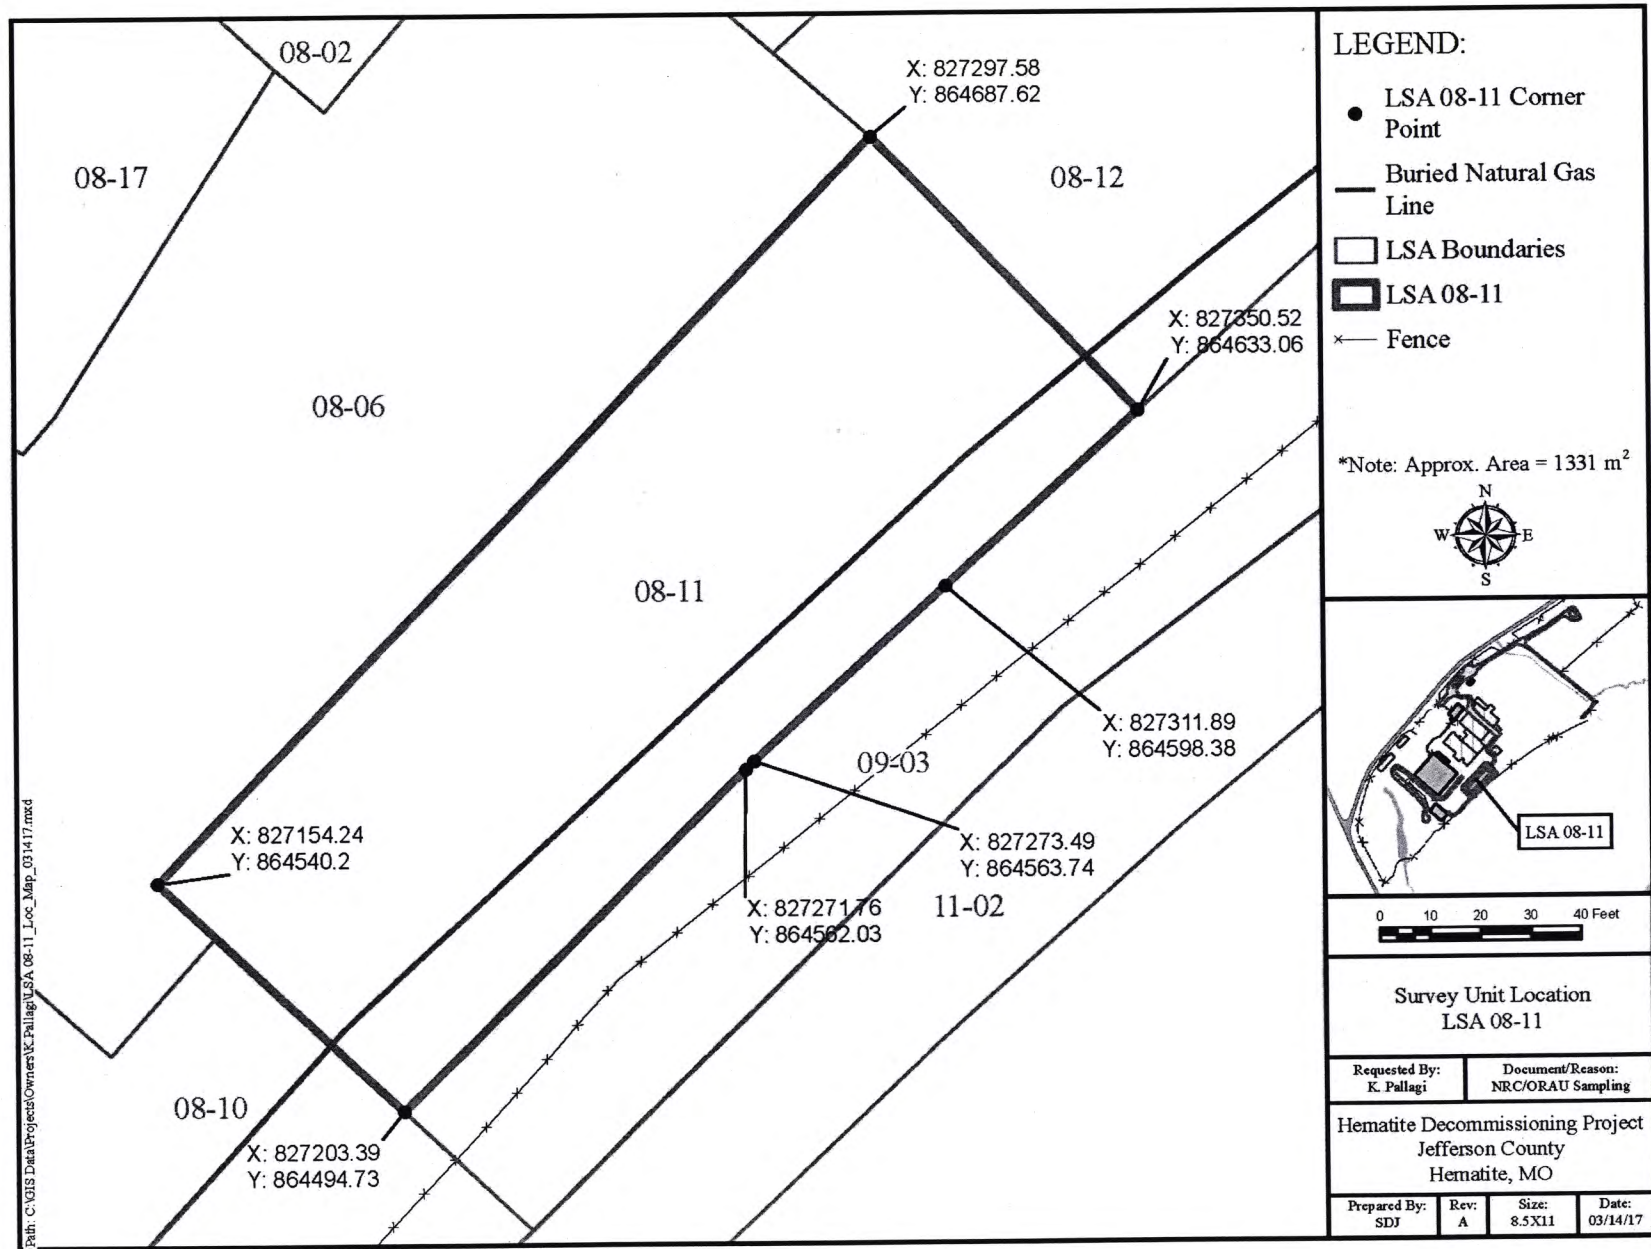 08-02
X: 827297.58
Y: 864687.62
08-17
08-12
X: 827350.52
Y: 864633.06
08-06
08-11
X: 827311.89
Y: 864598.38
09-03
X: 827154.24
Y: 864540.2
X: 827273.49
Y: 864563.74
X: 827271.76
Y: 864562.03
11-02
08-10
X: 827203.39
Y: 864494.73
Path: C:\GIS Data\Projects\Owners\K.Pallagi\LSA 08-11_Loc_Map_031417.mxd
LEGEND:
LSA 08-11 Corner
Point
Buried Natural Gas
Line
LSA Boundaries
LSA 08-11
Fence
*Note: Approx. Area = 1331 m²
N
W E
S
LSA 08-11
0 10 20 30 40 Feet
Survey Unit Location
LSA 08-11
Requested By:
K. Pallagi
Document/Reason:
NRC/ORAU Sampling
Hematite Decommissioning Project
Jefferson County
Hematite, MO
Prepared By:
SDJ
Rev:
A
Size:
8.5X11
Date:
03/14/17